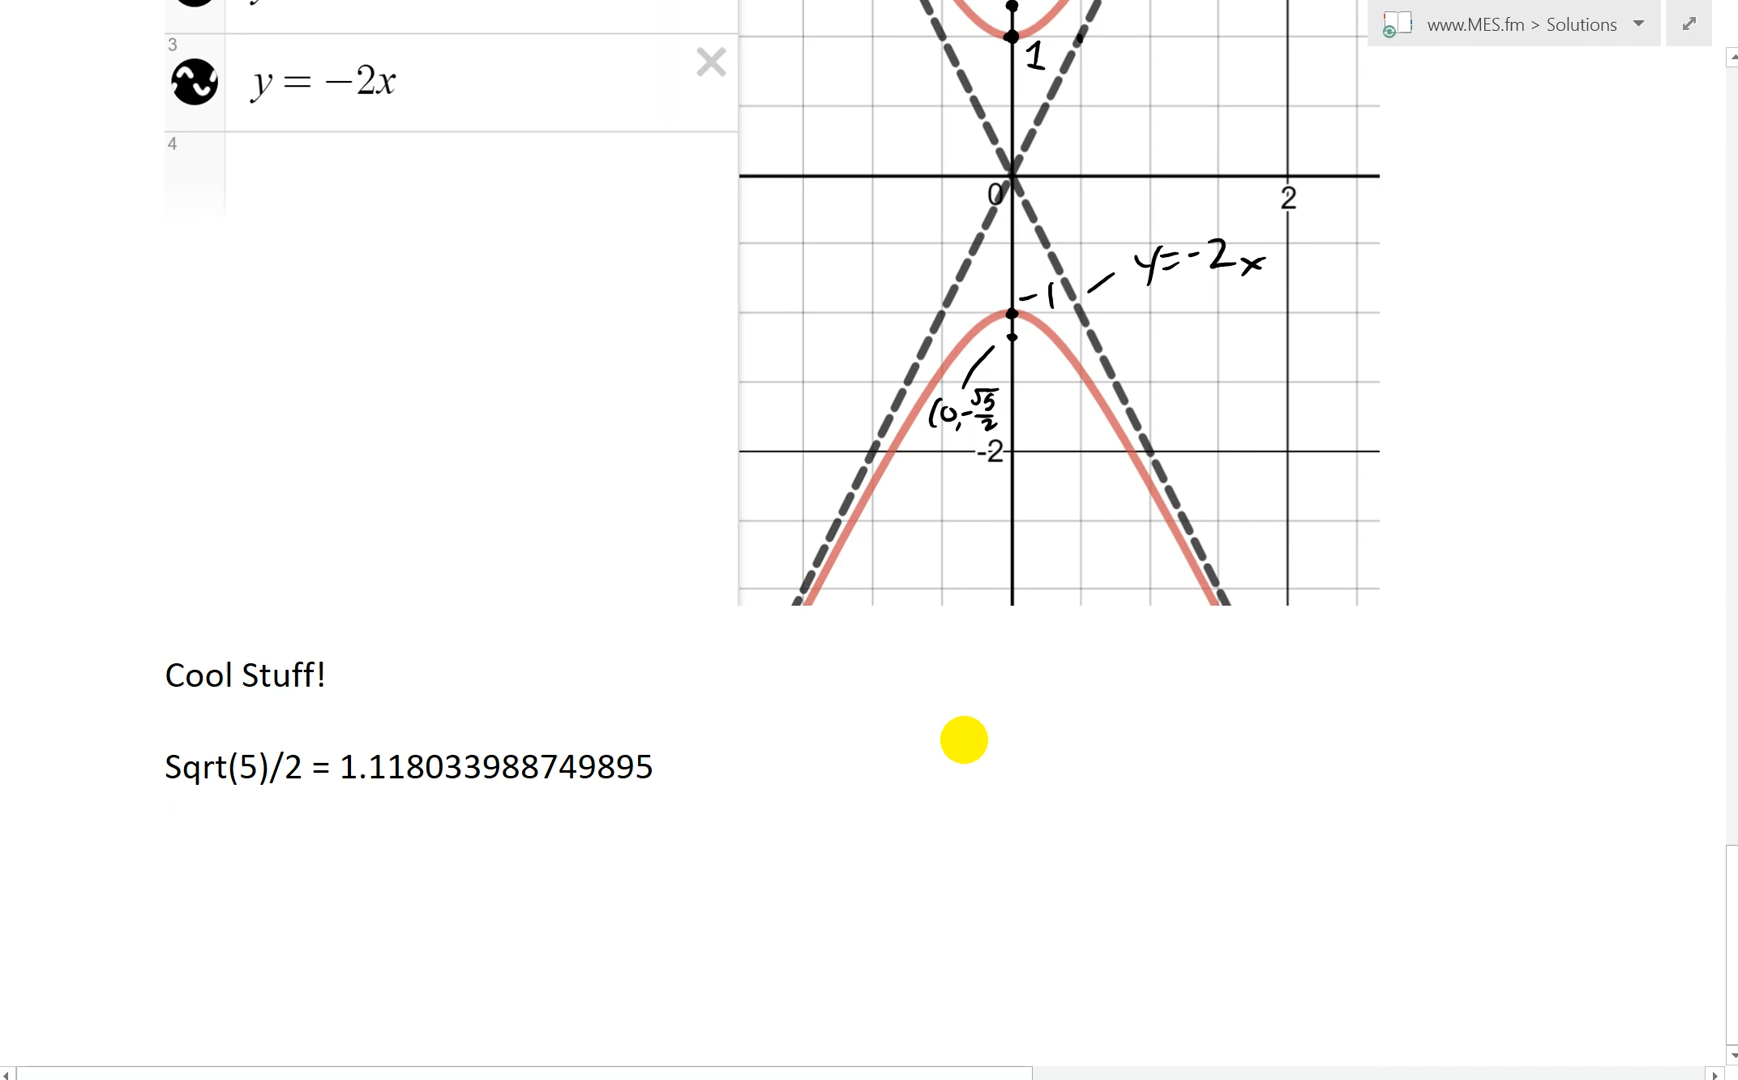 www.MES.fm > Solutions
3
y = −2x
4
1
0
2
y=-2x
-1
(0,-√5/2
-2
Cool Stuff!
Sqrt(5)/2 = 1.118033988749895